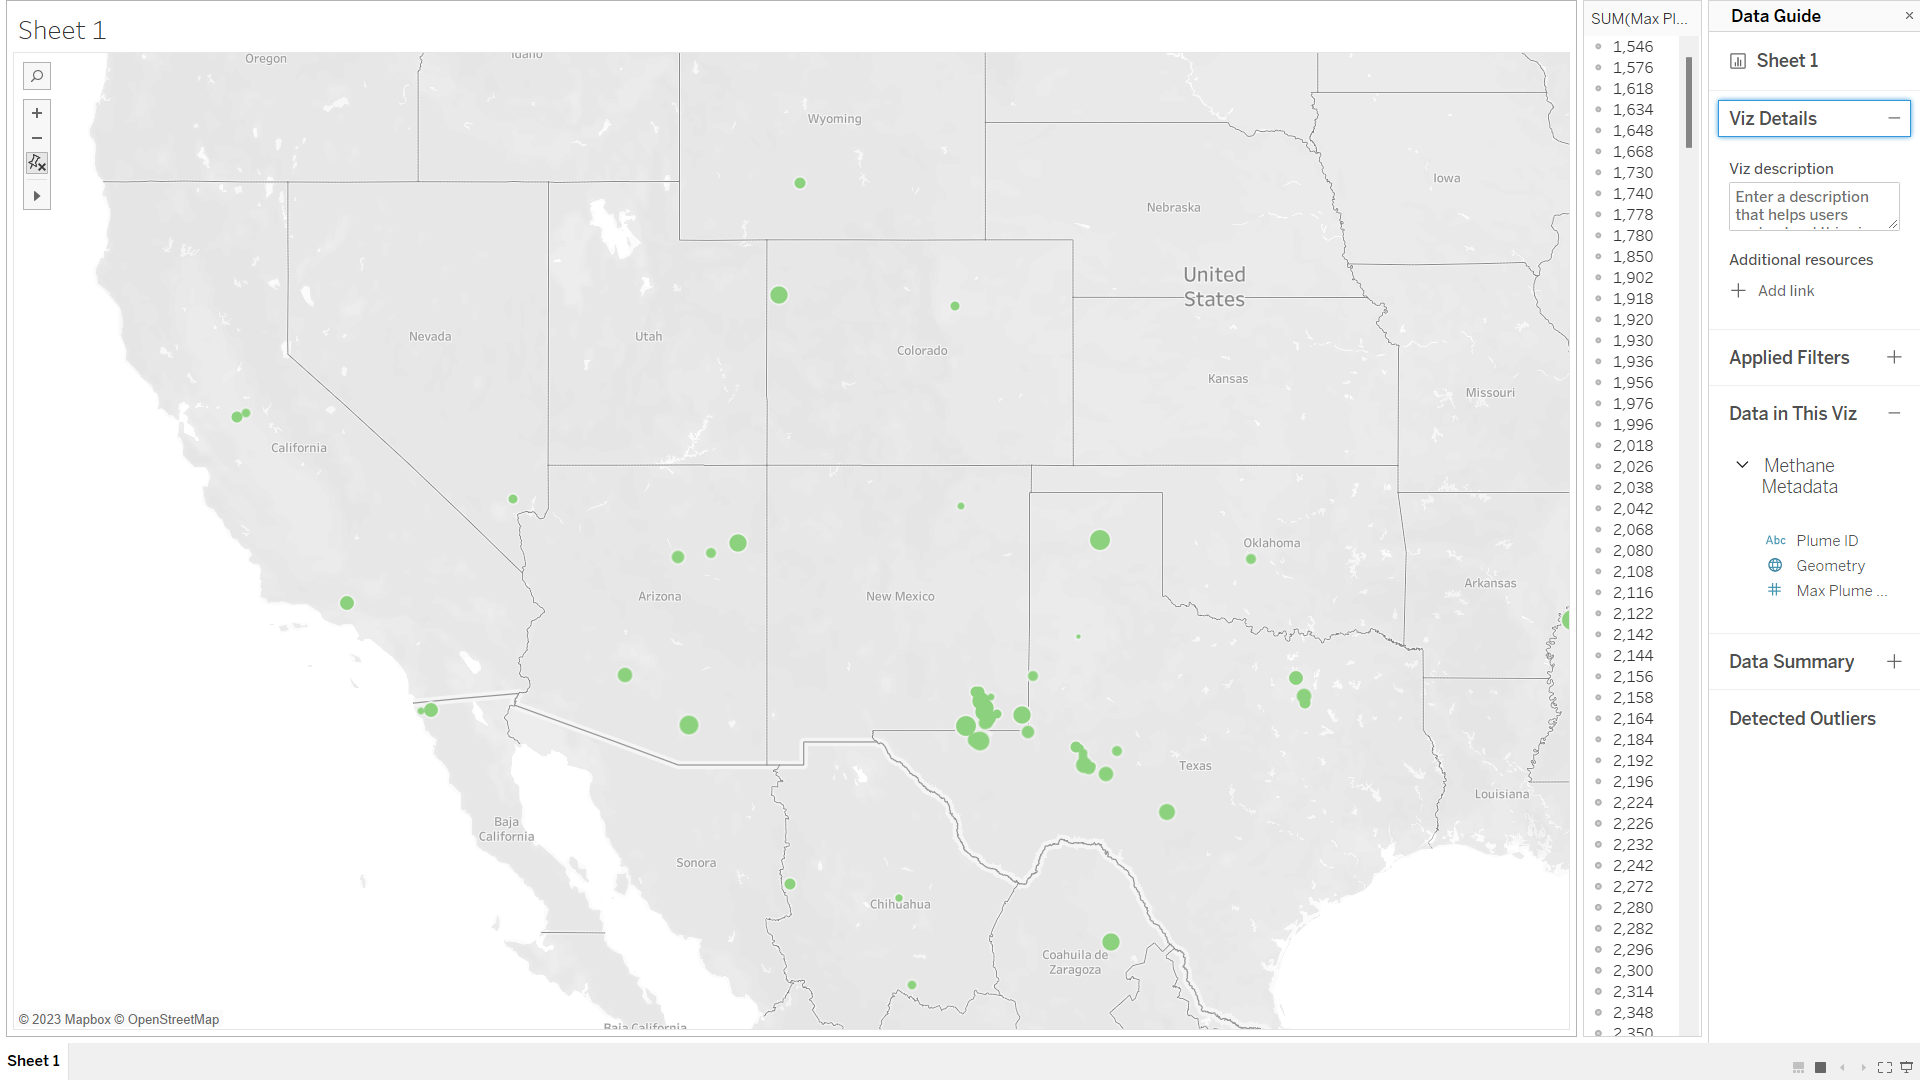 Sheet 1
Oregon
Idaho
Wyoming
Iowa
Nebraska
United
States
Nevada
Utah
Colorado
Kansas
Missouri
California
Oklahoma
Arkansas
Arizona
New Mexico
Texas
Louisiana
Baja
California
Sonora
Chihuahua
Coahuila de
Zaragoza
Baja California
© 2023 Mapbox © OpenStreetMap
SUM(Max Pl...
1,546
1,576
1,618
1,634
1,648
1,668
1,730
1,740
1,778
1,780
1,850
1,902
1,918
1,920
1,930
1,936
1,956
1,976
1,996
2,018
2,026
2,038
2,042
2,068
2,080
2,108
2,116
2,122
2,142
2,144
2,156
2,158
2,164
2,184
2,192
2,196
2,224
2,226
2,232
2,242
2,272
2,280
2,282
2,296
2,300
2,314
2,348
2,350
Data Guide
Sheet 1
Viz Details
Viz description
Enter a description
that helps users
Additional resources
Add link
Applied Filters
Data in This Viz
Methane
Metadata
Abc Plume ID
Geometry
Max Plume ...
Data Summary
Detected Outliers
Sheet 1